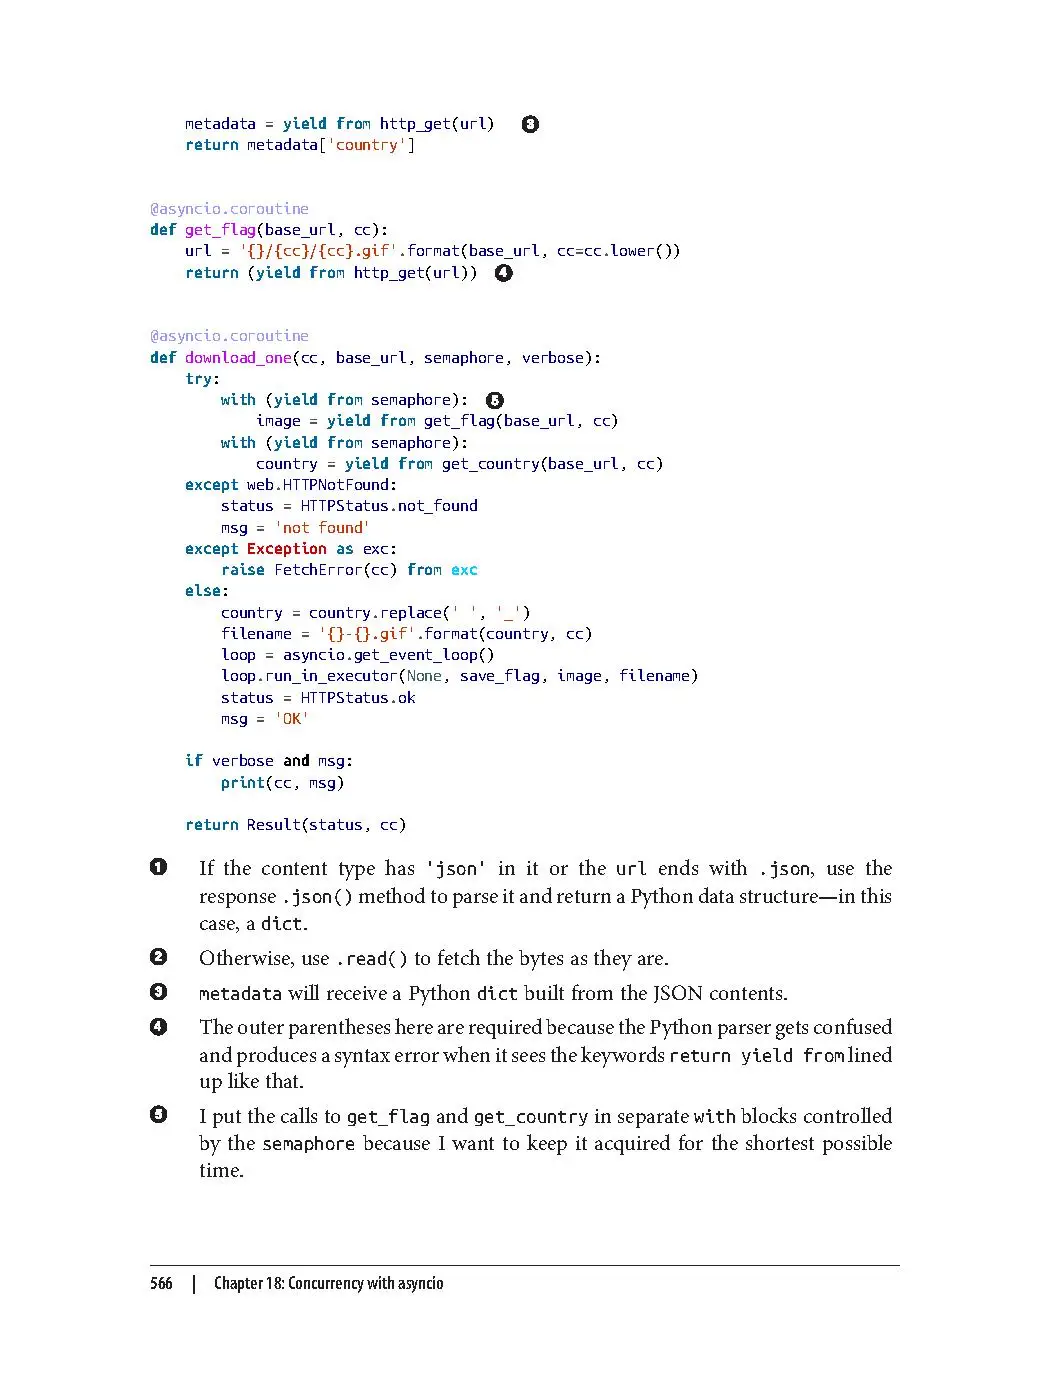 metadata = yield from http_get(url)   ❸
    return metadata['country']
@asyncio.coroutine
def get_flag(base_url, cc):
    url = '{}/{cc}/{cc}.gif'.format(base_url, cc=cc.lower())
    return (yield from http_get(url))  ❹
@asyncio.coroutine
def download_one(cc, base_url, semaphore, verbose):
    try:
        with (yield from semaphore):  ❺
            image = yield from get_flag(base_url, cc)
        with (yield from semaphore):
            country = yield from get_country(base_url, cc)
    except web.HTTPNotFound:
        status = HTTPStatus.not_found
        msg = 'not found'
    except Exception as exc:
        raise FetchError(cc) from exc
    else:
        country = country.replace(' ', '_')
        filename = '{}-{}.gif'.format(country, cc)
        loop = asyncio.get_event_loop()
        loop.run_in_executor(None, save_flag, image, filename)
        status = HTTPStatus.ok
        msg = 'OK'
    if verbose and msg:
        print(cc, msg)
    return Result(status, cc)
❶ If the content type has 'json' in it or the url ends with .json, use the
response .json() method to parse it and return a Python data structure—in this
case, a dict.
❷ Otherwise, use .read() to fetch the bytes as they are.
❸ metadata will receive a Python dict built from the JSON contents.
❹ The outer parentheses here are required because the Python parser gets confused
and produces a syntax error when it sees the keywords return yield from lined
up like that.
❺ I put the calls to get_flag and get_country in separate with blocks controlled
by the semaphore because I want to keep it acquired for the shortest possible
time.
566 | Chapter 18: Concurrency with asyncio